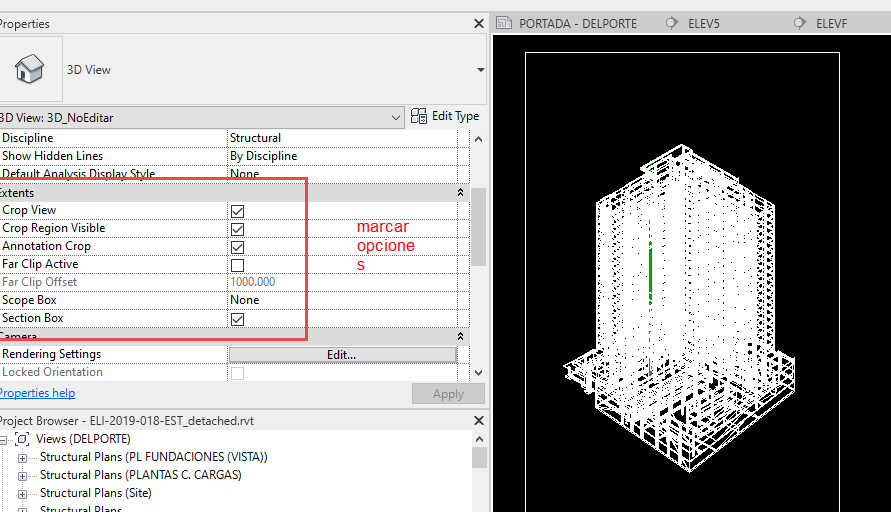 Properties
PORTADA - DELPORTE
ELEV5
ELEVF
3D View
3D View: 3D_NoEditar
Edit Type
Discipline Structural
Show Hidden Lines By Discipline
Default Analysis Display Style None
Extents
Crop View
Crop Region Visible
Annotation Crop
Far Clip Active
Far Clip Offset 1000.000
Scope Box None
Section Box
marcar
opcione
s
Camera
Rendering Settings Edit...
Locked Orientation
Properties help
Apply
Project Browser - ELI-2019-018-EST_detached.rvt
Views (DELPORTE)
Structural Plans (PL FUNDACIONES (VISTA))
Structural Plans (PLANTAS C. CARGAS)
Structural Plans (Site)
Structural Plans